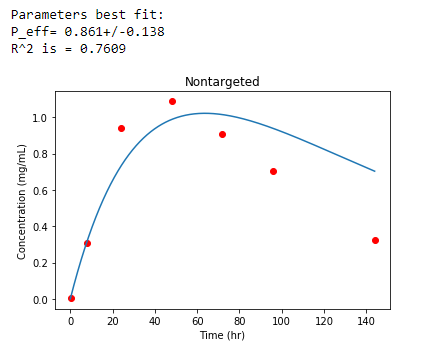 Parameters best fit:
P_eff= 0.861+/-0.138
R^2 is = 0.7609
Nontargeted
Concentration (mg/mL)
1.0
0.8
0.6
0.4
0.2
0.0
0 20 40 60 80 100 120 140
Time (hr)